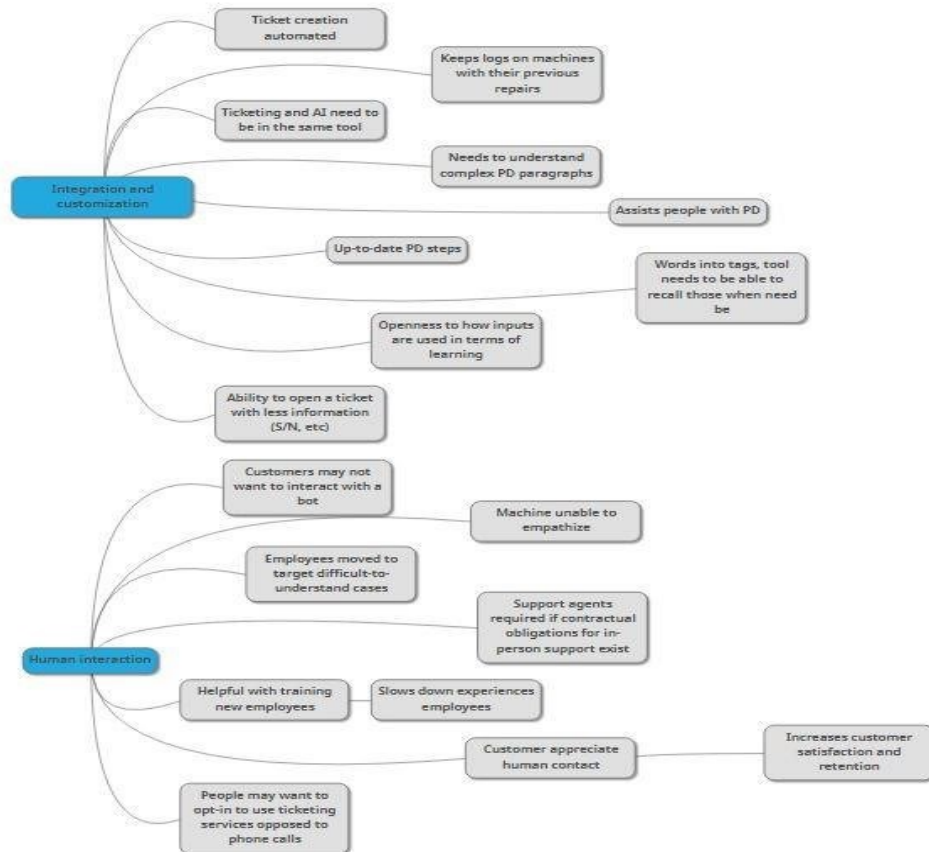 Ticket creation
automated
Keeps logs on machines
with their previous
repairs
Ticketing and AI need to
be in the same tool
Needs to understand
complex PD paragraphs
Integration and
customization
Assists people with PD
Up-to-date PD steps
Words into tags, tool
needs to be able to
recall those when need
be
Openness to how inputs
are used in terms of
learning
Ability to open a ticket
with less information
(S/N, etc)
Customers may not
want to interact with a
bot
Machine unable to
empathize
Employees moved to
target difficult-to-
understand cases
Support agents
required if contractual
obligations for in-
person support exist
Human interaction
Helpful with training
new employees
Slows down experiences
employees
Customer appreciate
human contact
Increases customer
satisfaction and
retention
People may want to
opt-in to use ticketing
services opposed to
phone calls